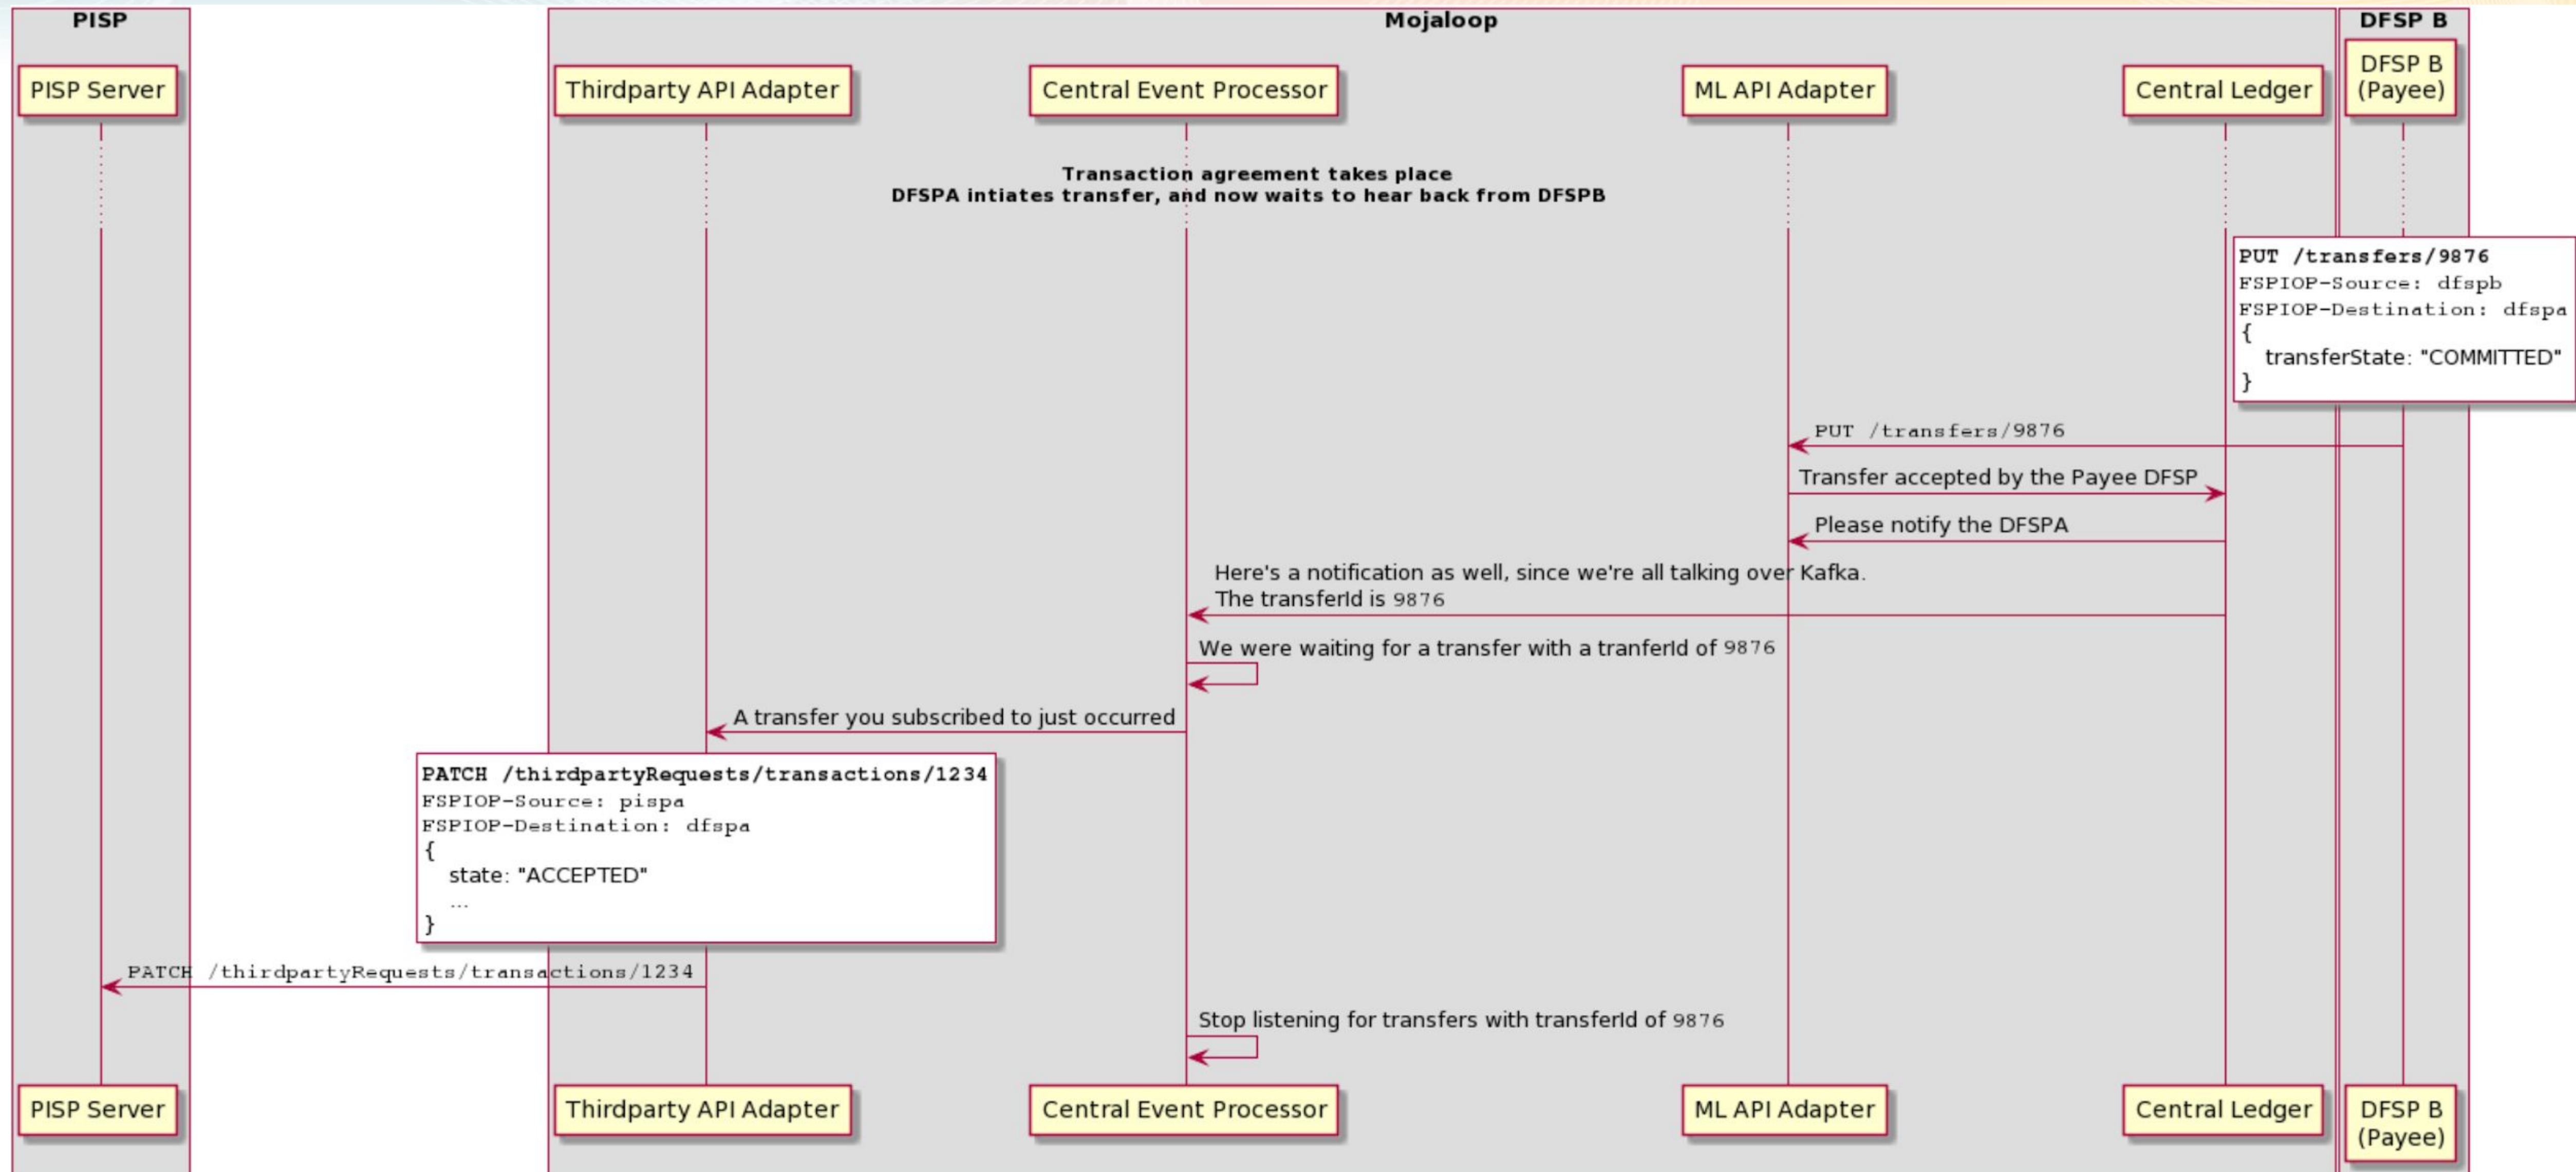 PISP
Mojaloop
DFSP B
PISP Server
Thirdparty API Adapter
Central Event Processor
ML API Adapter
Central Ledger
DFSP B
(Payee)
Transaction agreement takes place
DFSPA intiates transfer, and now waits to hear back from DFSPB
PUT /transfers/9876
FSPIOP-Source: dfspb
FSPIOP-Destination: dfspa
{
transferState: "COMMITTED"
}
PUT /transfers/9876
Transfer accepted by the Payee DFSP
Please notify the DFSPA
Here's a notification as well, since we're all talking over Kafka.
The transferId is 9876
We were waiting for a transfer with a tranferId of 9876
A transfer you subscribed to just occurred
PATCH /thirdpartyRequests/transactions/1234
FSPIOP-Source: pispa
FSPIOP-Destination: dfspa
{
state: "ACCEPTED"
...
}
PATCH /thirdpartyRequests/transactions/1234
Stop listening for transfers with transferId of 9876
PISP Server
Thirdparty API Adapter
Central Event Processor
ML API Adapter
Central Ledger
DFSP B
(Payee)